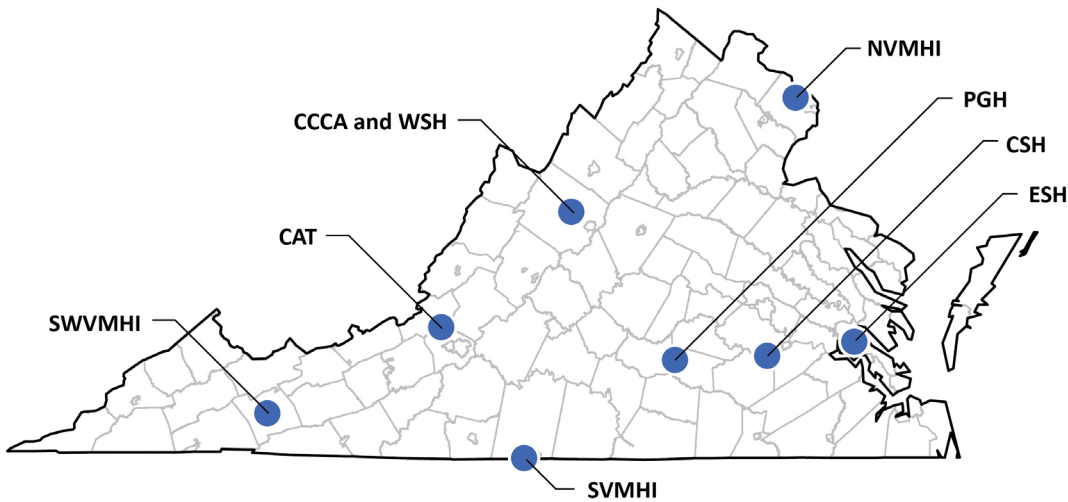 NVMHI
PGH
CCCA and WSH
CSH
ESH
CAT
SWVMHI
SVMHI